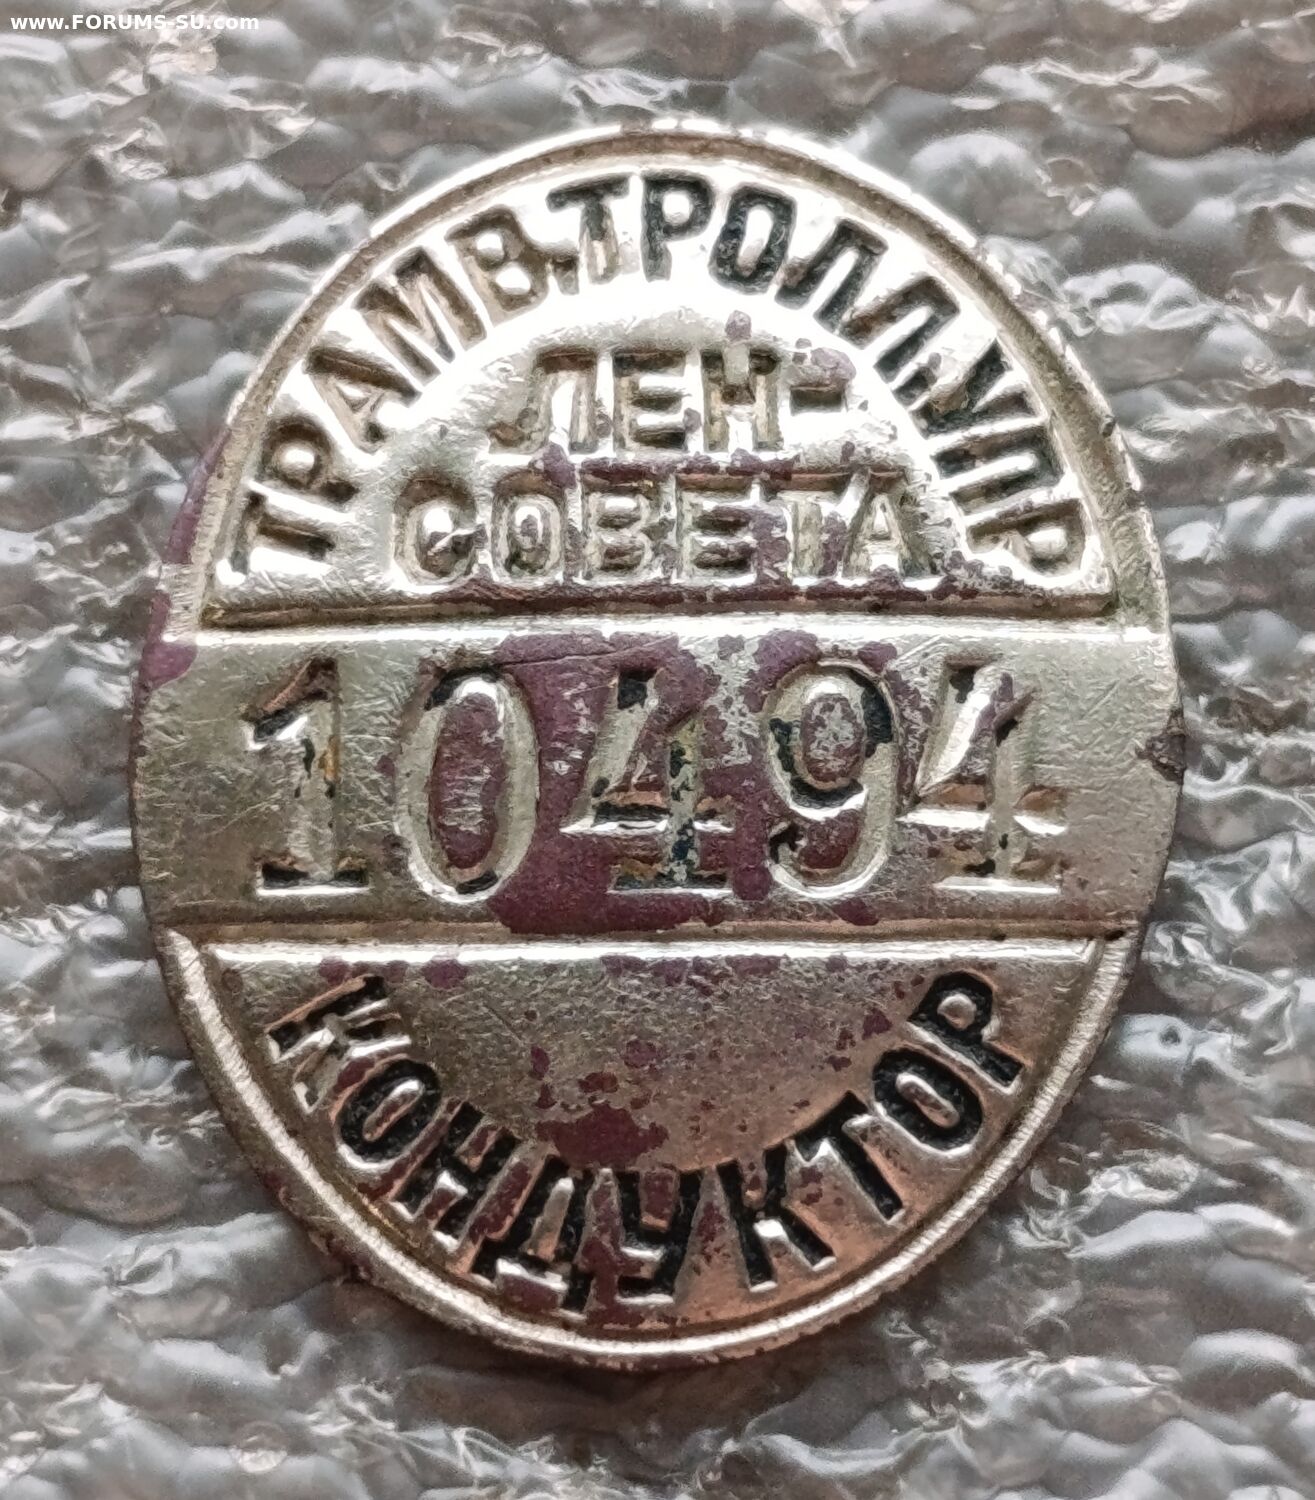 www.FORUMS-SU.com
ТРАМВ.ТРОЛЛ.УПР
ЛЕН-
СОВЕТА
10494
КОНДУКТОР